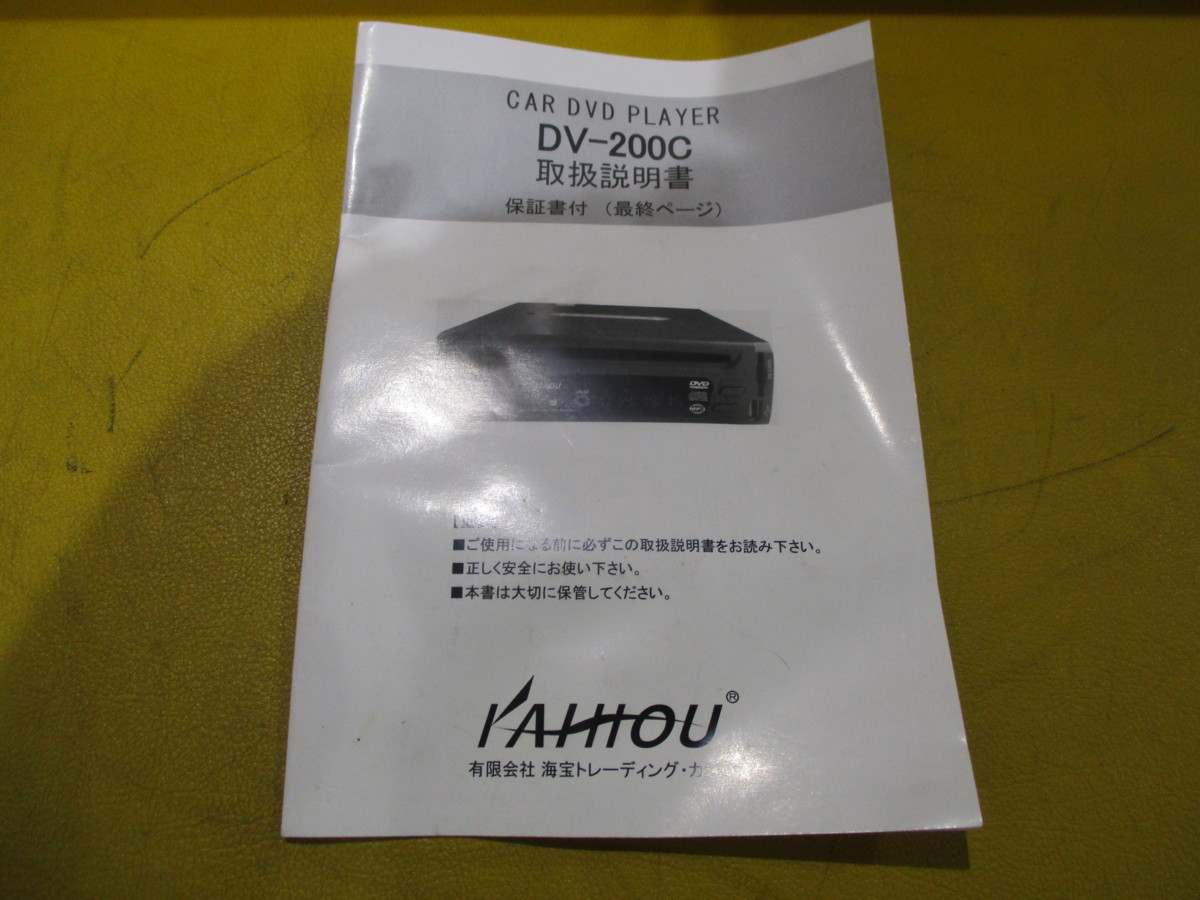 CAR DVD PLAYER
DV-200C
取扱説明書
保証書付 (最終ページ)
DVD
■ご使用になる前に必ずこの取扱説明書をお読み下さい。
■正しく安全にお使い下さい。
■本書は大切に保管してください。
KAIHOU®
有限会社 海宝トレーディング・カ